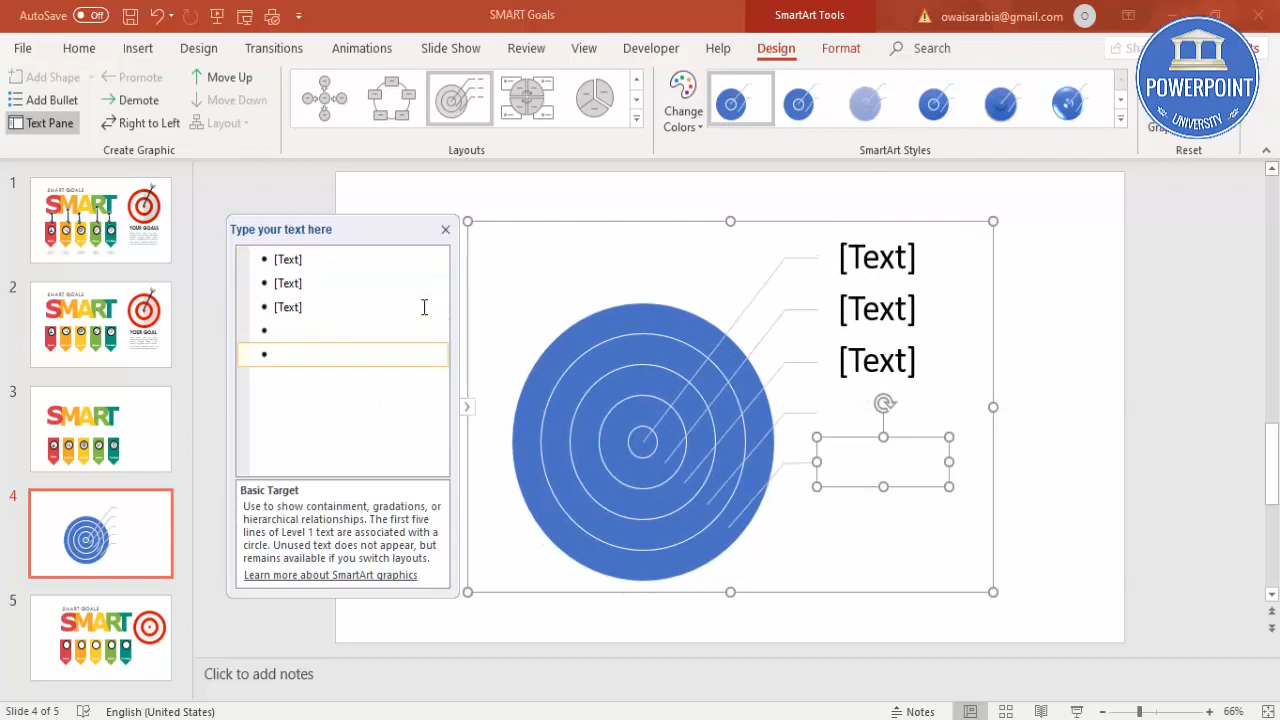 AutoSave Off
SMART Goals
SmartArt Tools
owaisarabia@gmail.com
O
File Home Insert Design Transitions Animations Slide Show Review View Developer Help Design Format Search
Add Shape Promote Move Up
Add Bullet Demote Move Down
Text Pane Right to Left Layout
Create Graphic
Layouts
Change
Colors
SmartArt Styles
Reset
POWERPOINT
UNIVERSITY
1
SMART GOALS
SMART
YOUR GOALS
2
SMART GOALS
SMART
YOUR GOAL
3
SMART
4
5
SMART GOALS
SMART
Type your text here
[Text]
[Text]
[Text]
Basic Target
Use to show containment, gradations, or
hierarchical relationships. The first five
lines of Level 1 text are associated with a
circle. Unused text does not appear, but
remains available if you switch layouts.
Learn more about SmartArt graphics
[Text]
[Text]
[Text]
Click to add notes
Slide 4 of 5
English (United States)
Notes
66%